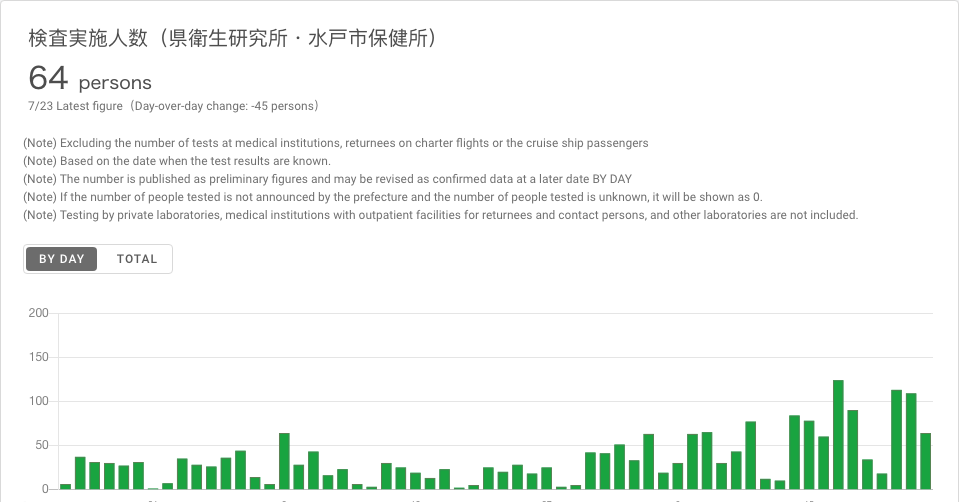 検査実施人数（県衛生研究所・水戸市保健所）
64 persons
7/23 Latest figure（Day-over-day change: -45 persons）
(Note) Excluding the number of tests at medical institutions, returnees on charter flights or the cruise ship passengers
(Note) Based on the date when the test results are known.
(Note) The number is published as preliminary figures and may be revised as confirmed data at a later date BY DAY
(Note) If the number of people tested is not announced by the prefecture and the number of people tested is unknown, it will be shown as 0.
(Note) Testing by private laboratories, medical institutions with outpatient facilities for returnees and contact persons, and other laboratories are not included.
BY DAY TOTAL
200
150
100
50
0